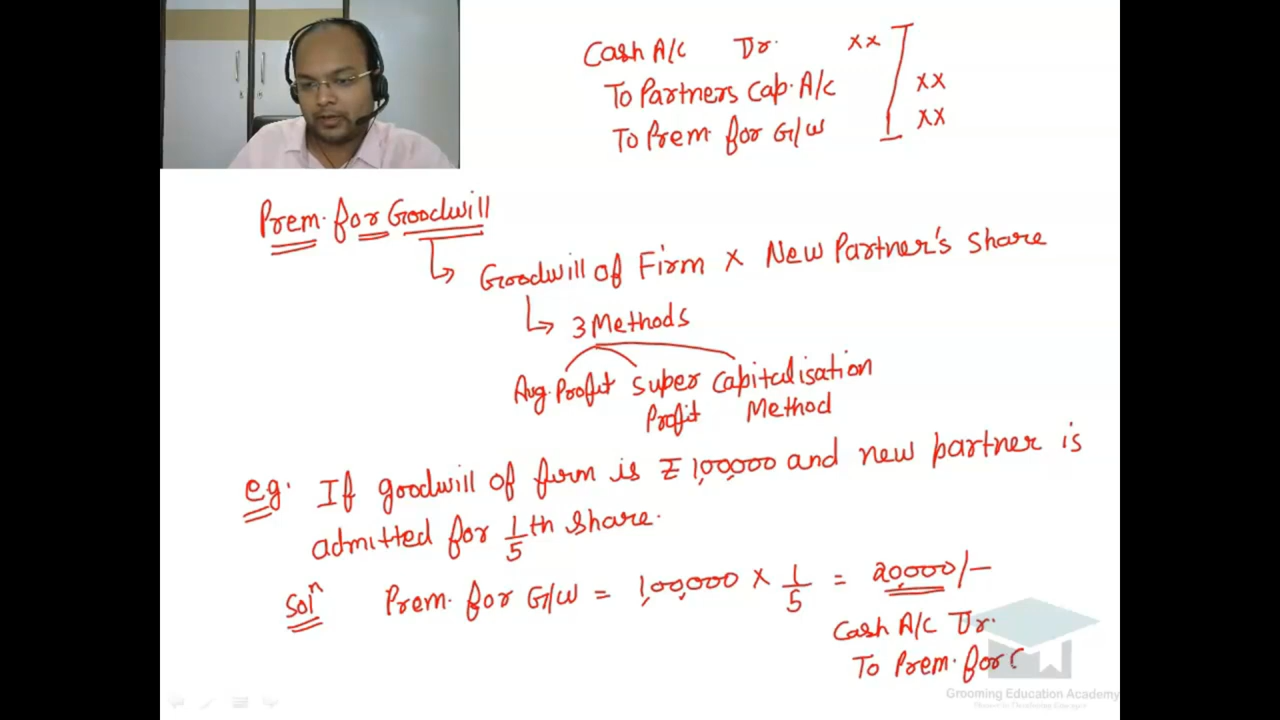 Cash A/C Dr. xx
To Partners Cap. A/C xx
To Prem. for G/W xx
Prem. for Goodwill
Goodwill of Firm × New Partner's share
3 Methods
Avg. Profit Super Profit Capitalisation Method
e.g. If goodwill of firm is ₹ 1,00,000 and new partner is
admitted for 1/5th share.
Solⁿ Prem. for G/W = 1,00,000 × 1/5 = 20,000/-
Cash A/C Dr.
To Prem. for
Grooming Education Academy